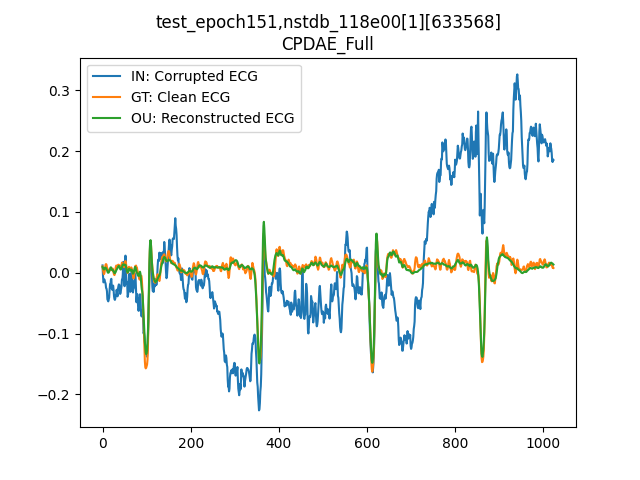 test_epoch151,nstdb_118e00[1][633568]
CPDAE_Full
IN: Corrupted ECG
GT: Clean ECG
OU: Reconstructed ECG
0.3
0.2
0.1
0.0
−0.1
−0.2
0 200 400 600 800 1000